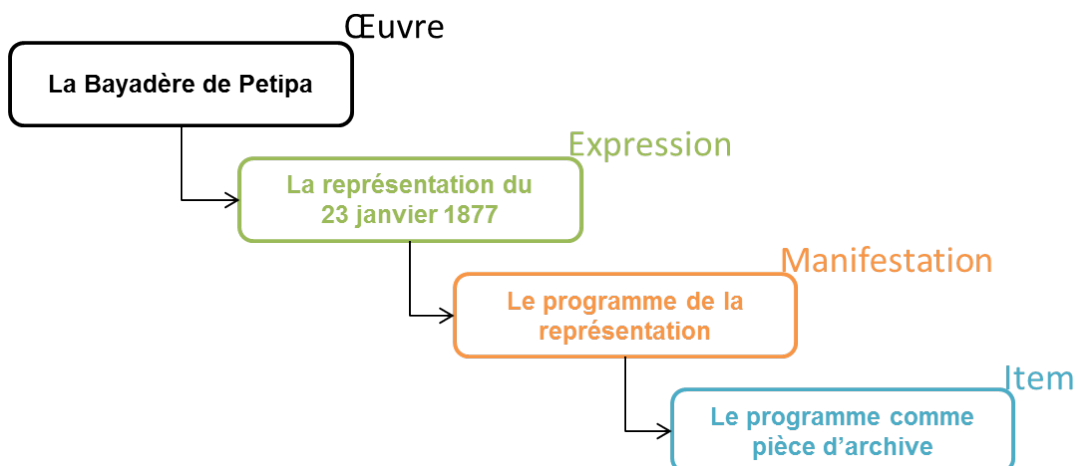 Œuvre
La Bayadère de Petipa
Expression
La représentation du
23 janvier 1877
Manifestation
Le programme de la
représentation
Item
Le programme comme
pièce d’archive